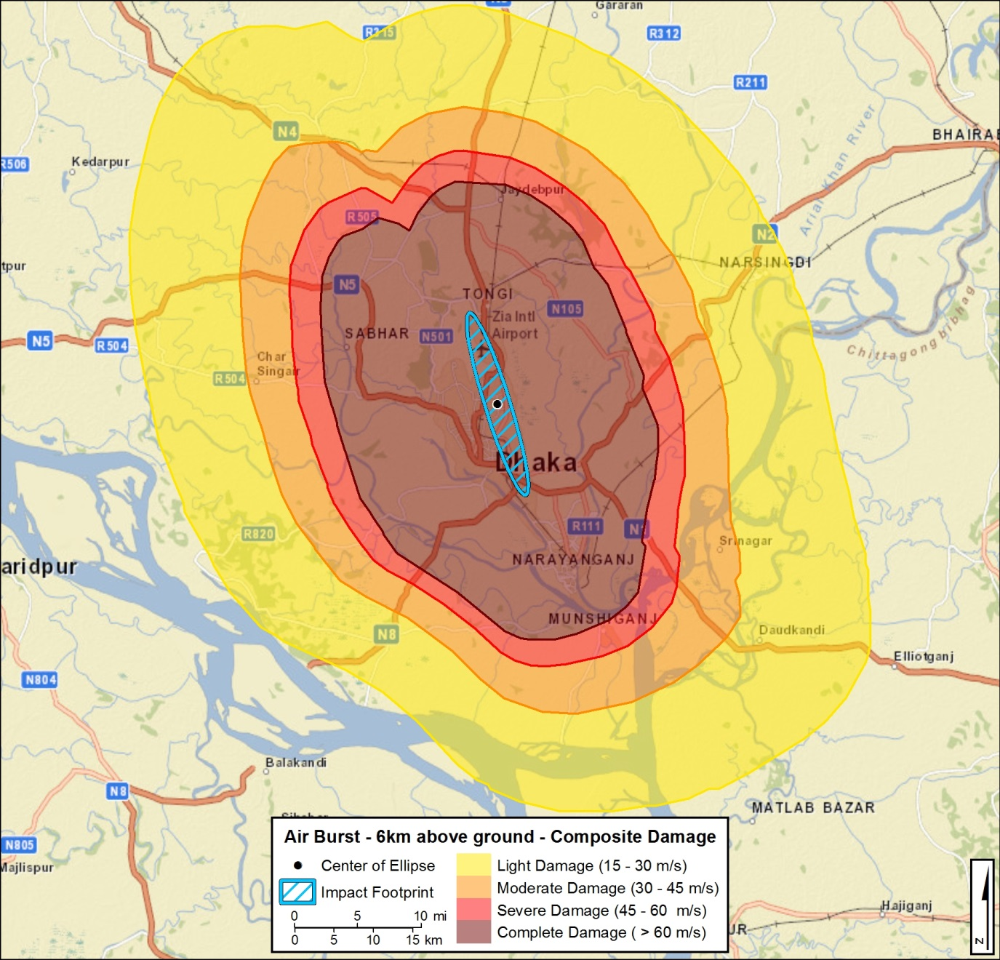 Gararan
R315
R312
R211
N4
BHAIRAB
R506
Kedarpur
Arial Khan River
Jaydebpur
R505
N2
NARSINGDI
tpur
N5
TONGI
N105
Zia Intl
Airport
SABHAR
N501
N5
R504
Chittagongbibhag
Char
Singair
R504
Dhaka
R820
R111
N1
Srinagar
aridpur
NARAYANGANJ
MUNSHIGANJ
N8
Daudkandi
Elliotganj
N804
Balakandi
N8
MATLAB BAZAR
N805
Majlispur
Hajiganj
UR
Air Burst - 6km above ground - Composite Damage
Center of Ellipse
Impact Footprint
0 5 10 mi
0 5 10 15 km
Light Damage (15 - 30 m/s)
Moderate Damage (30 - 45 m/s)
Severe Damage (45 - 60 m/s)
Complete Damage ( > 60 m/s)
N